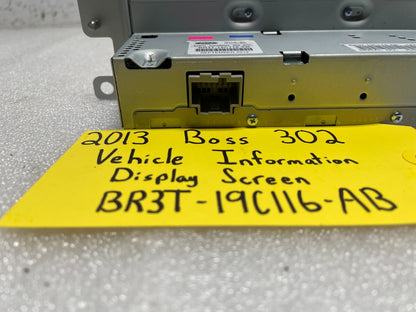 2013 Boss 302
Vehicle Information
Display Screen
BR3T-19C116-AB